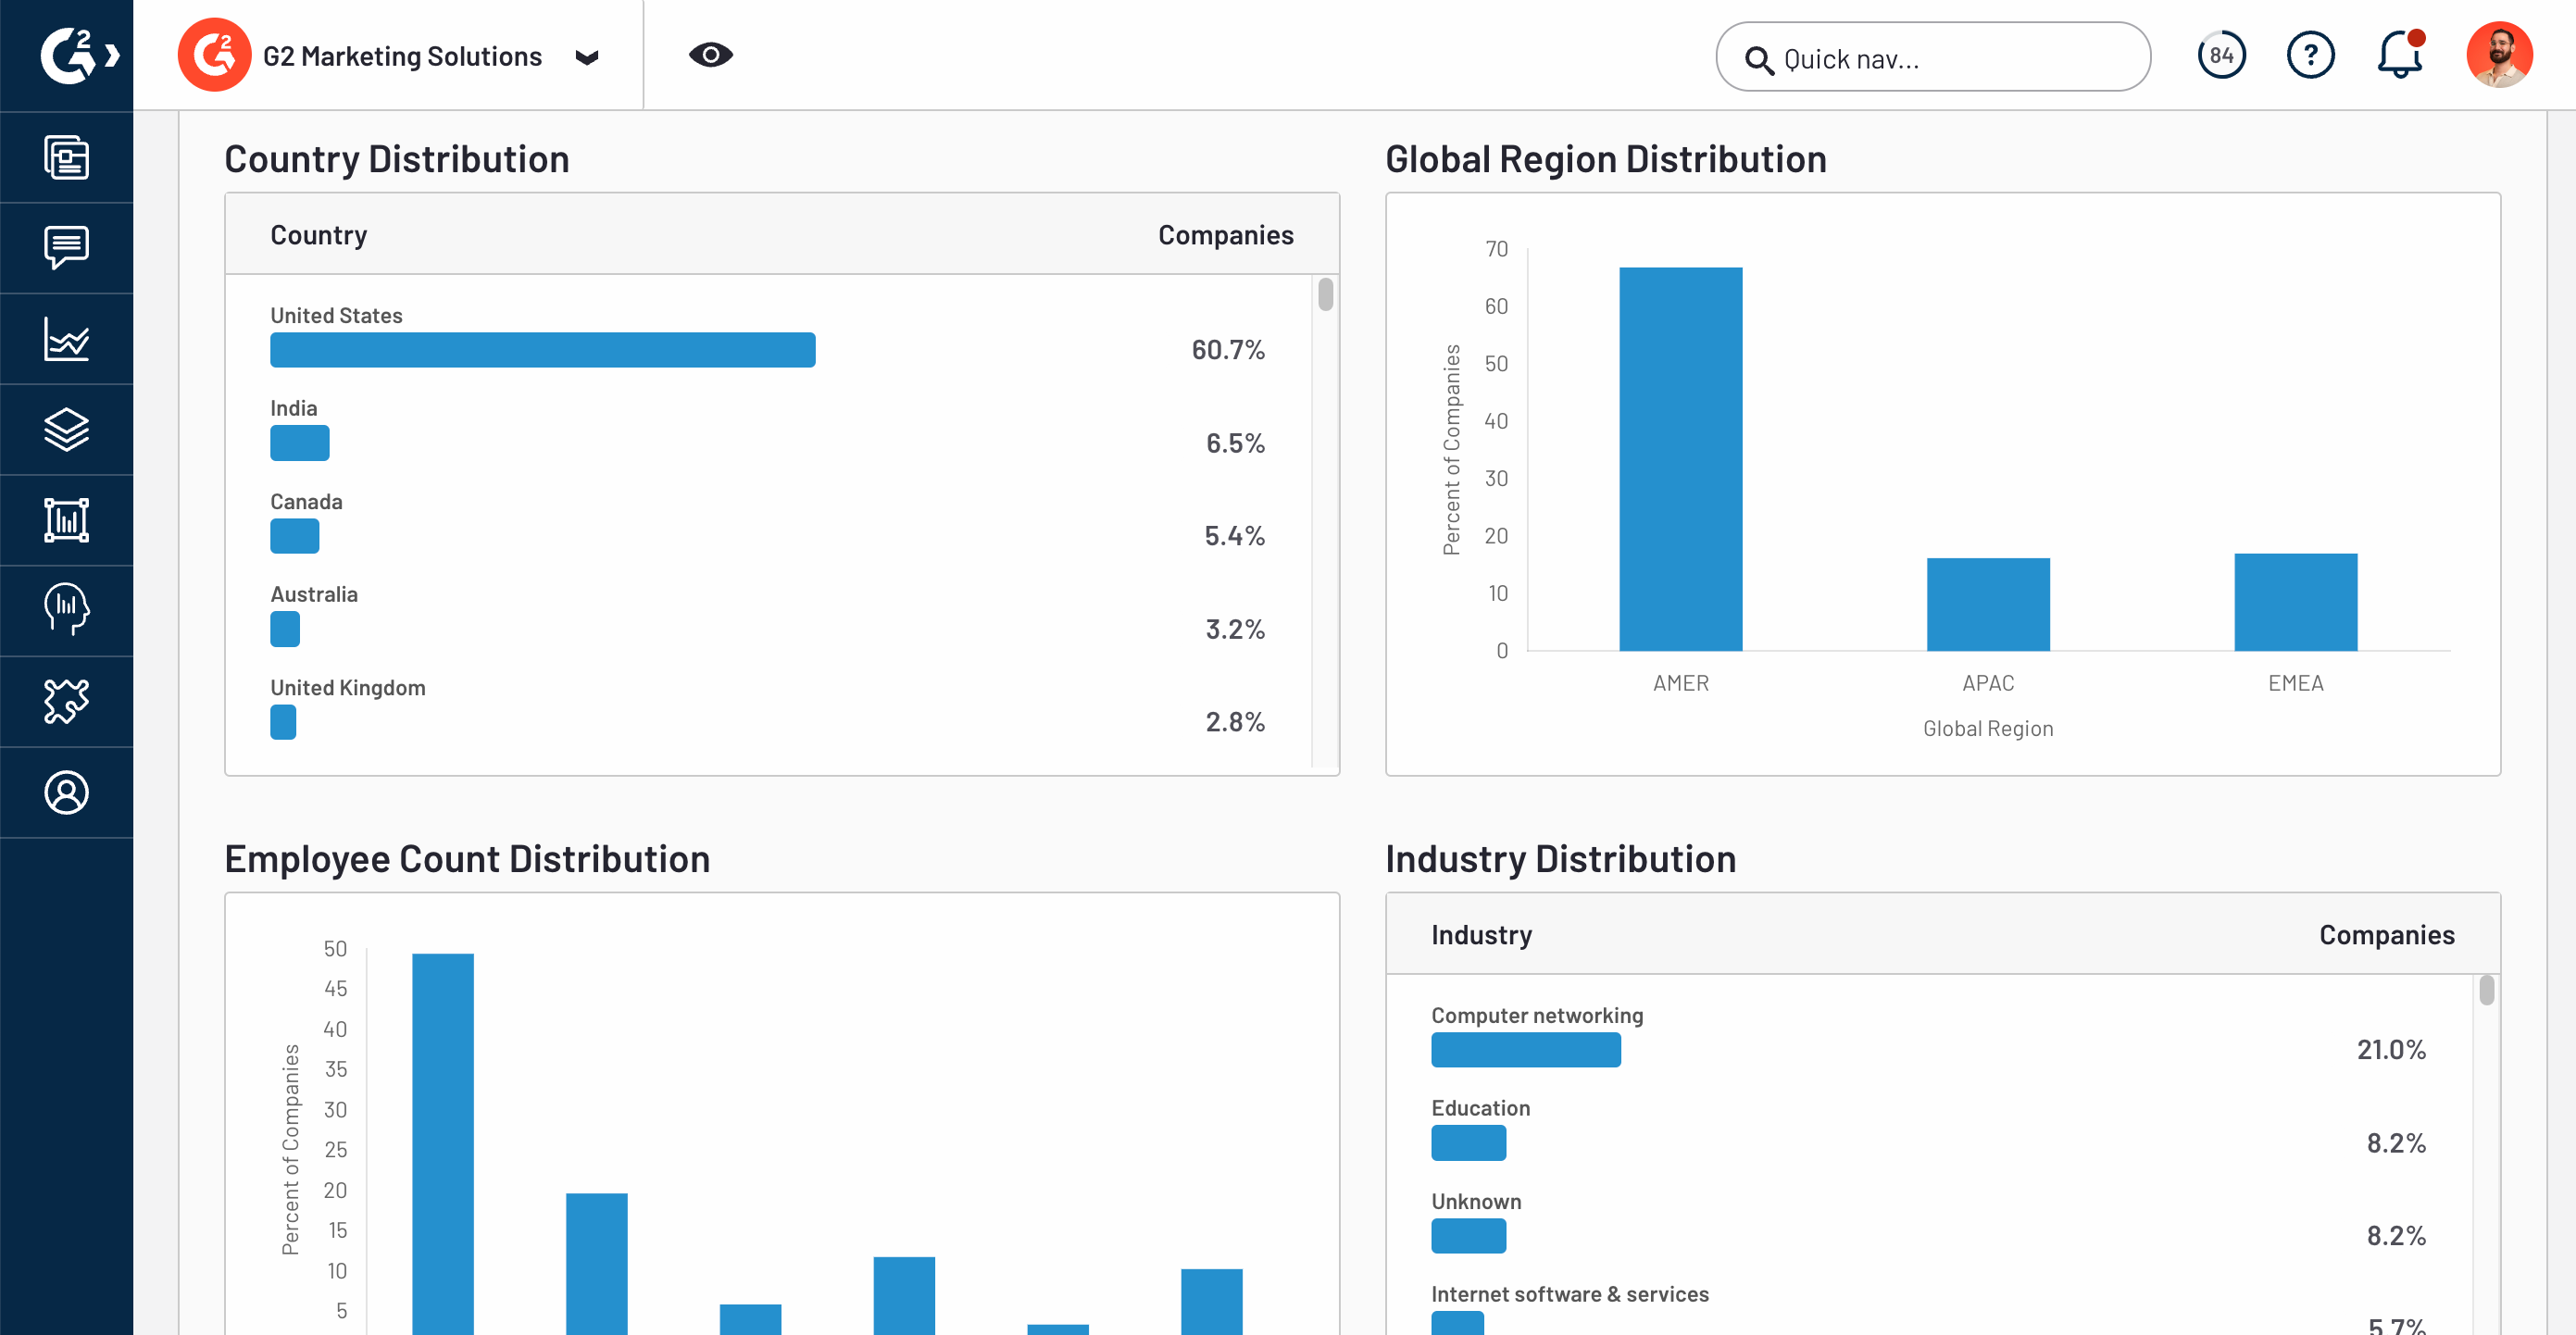 G2 Marketing Solutions
Quick nav...
84
?
Country Distribution
Country Companies
United States
60.7%
India
6.5%
Canada
5.4%
Australia
3.2%
United Kingdom
2.8%
Global Region Distribution
70
60
50
40
30
20
10
0
Percent of Companies
AMER APAC EMEA
Global Region
Employee Count Distribution
50
45
40
35
30
25
20
15
10
5
Percent of Companies
Industry Distribution
Industry Companies
Computer networking
21.0%
Education
8.2%
Unknown
8.2%
Internet software & services
5.7%